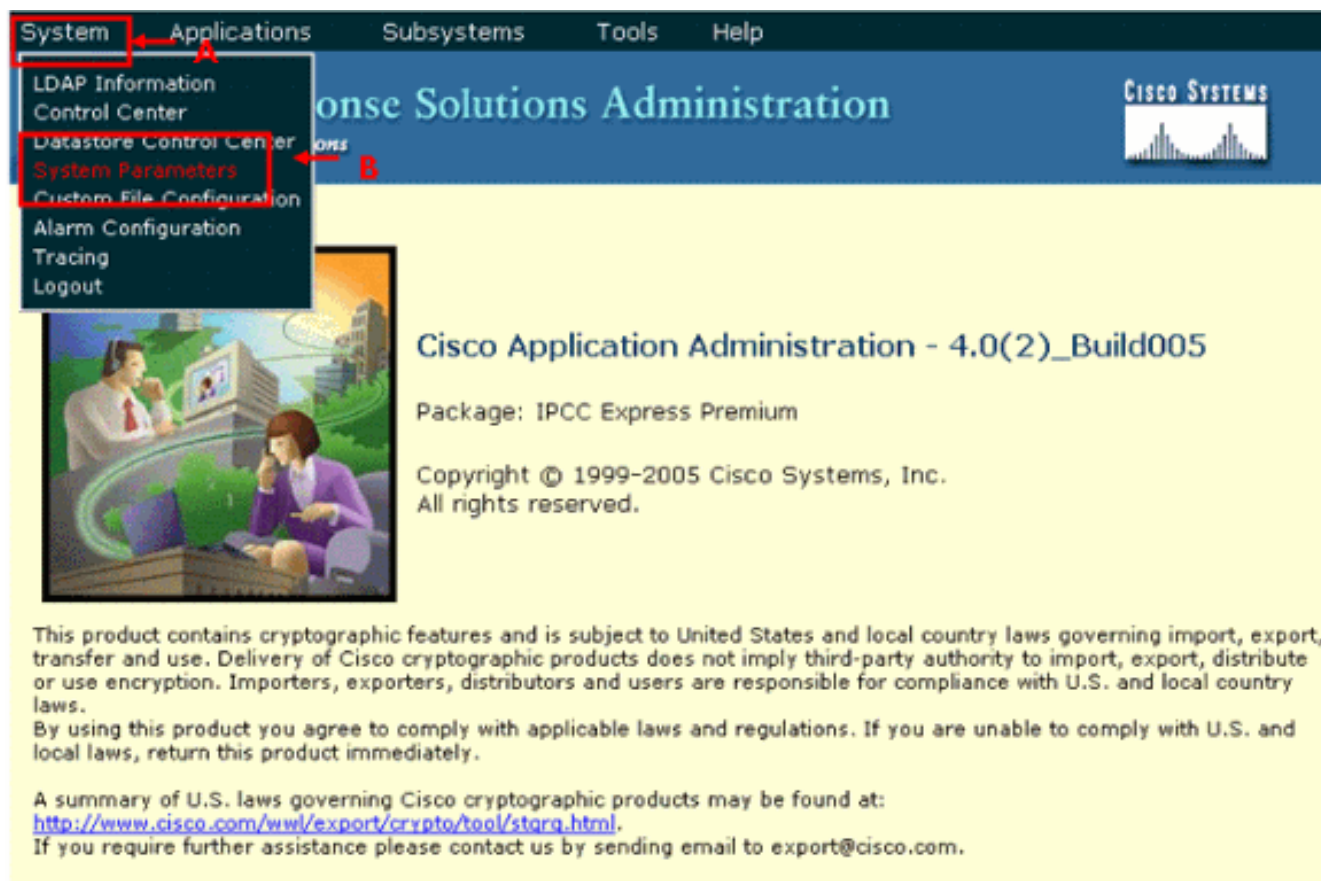 System Applications Subsystems Tools Help
A
LDAP Information
Control Center
Datastore Control Center
System Parameters
Custom File Configuration
Alarm Configuration
Tracing
Logout
onse Solutions Administration
ons
B
CISCO SYSTEMS
Cisco Application Administration - 4.0(2)_Build005
Package: IPCC Express Premium
Copyright © 1999-2005 Cisco Systems, Inc.
All rights reserved.
This product contains cryptographic features and is subject to United States and local country laws governing import, export,
transfer and use. Delivery of Cisco cryptographic products does not imply third-party authority to import, export, distribute
or use encryption. Importers, exporters, distributors and users are responsible for compliance with U.S. and local country
laws.
By using this product you agree to comply with applicable laws and regulations. If you are unable to comply with U.S. and
local laws, return this product immediately.
A summary of U.S. laws governing Cisco cryptographic products may be found at:
http://www.cisco.com/wwl/export/crypto/tool/stqrg.html.
If you require further assistance please contact us by sending email to export@cisco.com.